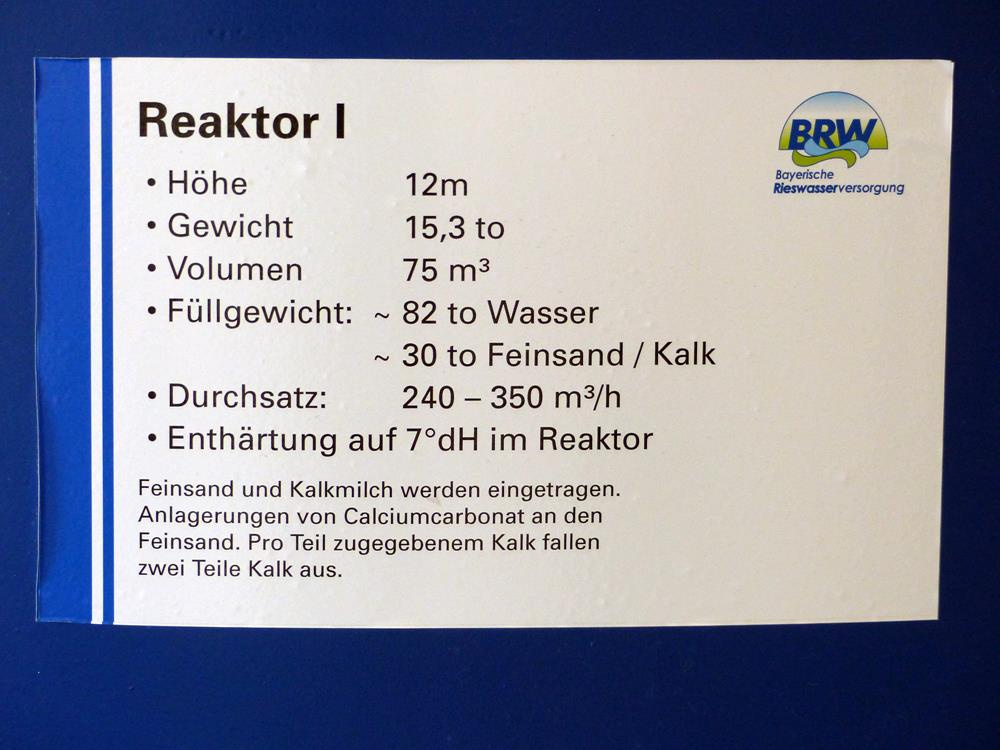 Reaktor I
BRW
Bayerische
Rieswasserversorgung
• Höhe 12m
• Gewicht 15,3 to
• Volumen 75 m³
• Füllgewicht: ~ 82 to Wasser
~ 30 to Feinsand / Kalk
• Durchsatz: 240 – 350 m³/h
• Enthärtung auf 7°dH im Reaktor
Feinsand und Kalkmilch werden eingetragen.
Anlagerungen von Calciumcarbonat an den
Feinsand. Pro Teil zugegebenem Kalk fallen
zwei Teile Kalk aus.